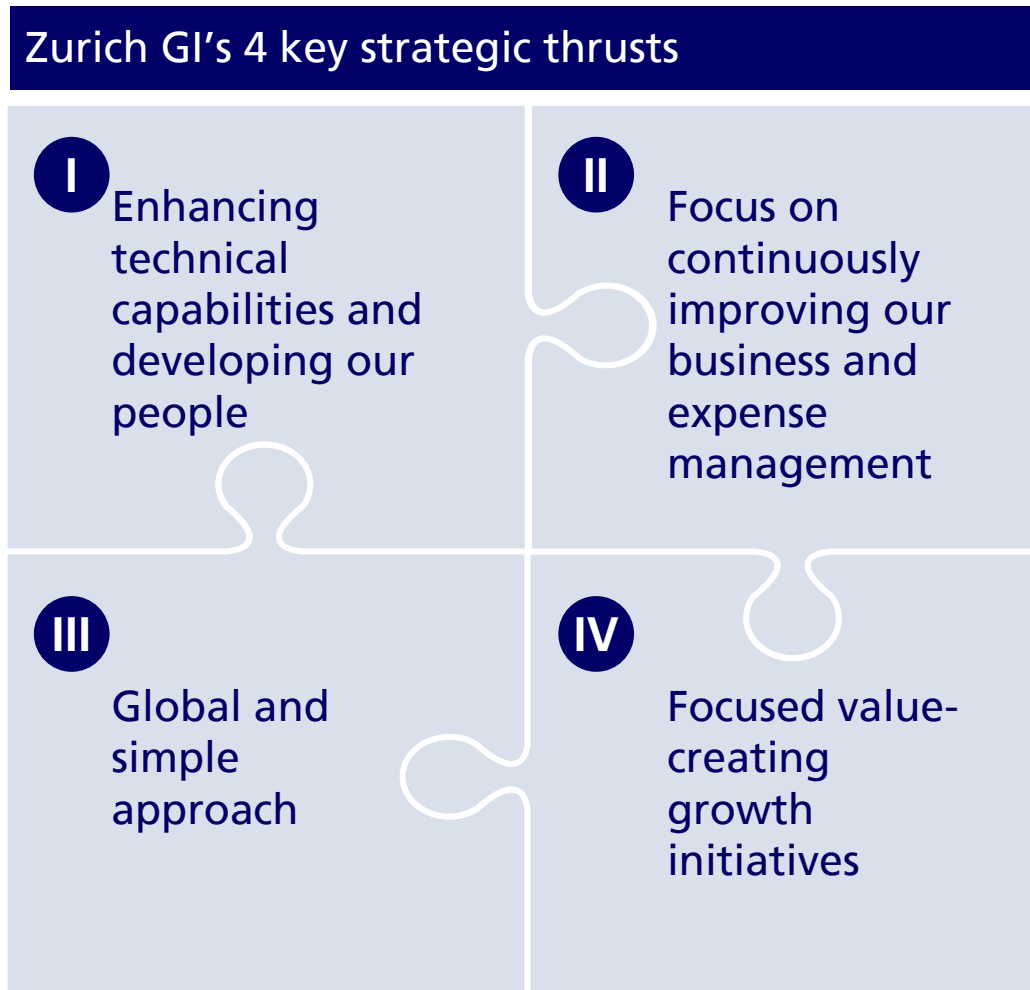 Zurich GI's 4 key strategic thrusts
I
Enhancing
technical
capabilities and
developing our
people
II
Focus on
continuously
improving our
business and
expense
management
III
Global and
simple
approach
IV
Focused value-
creating
growth
initiatives